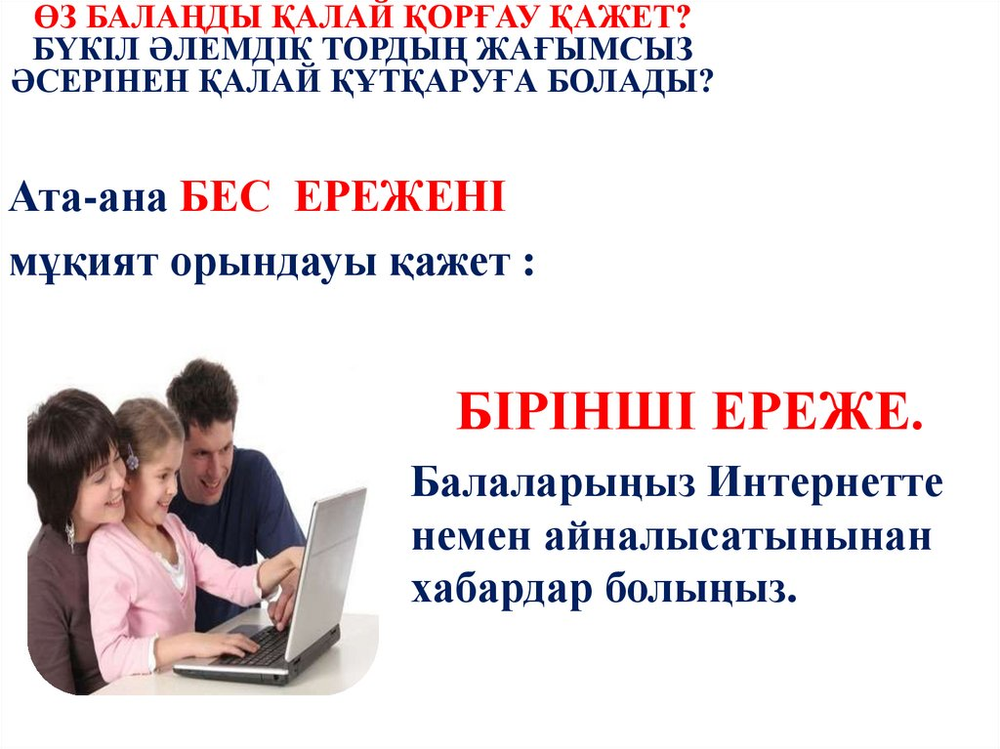 ӨЗ БАЛАҢДЫ ҚАЛАЙ ҚОРҒАУ ҚАЖЕТ?
БҮКІЛ ӘЛЕМДІК ТОРДЫҢ ЖАҒЫМСЫЗ
ӘСЕРІНЕН ҚАЛАЙ ҚҰТҚАРУҒА БОЛАДЫ?
Ата-ана БЕС ЕРЕЖЕНІ
мұқият орындауы қажет :
БІРІНШІ ЕРЕЖЕ.
Балаларыңыз Интернетте
немен айналысатынынан
хабардар болыңыз.